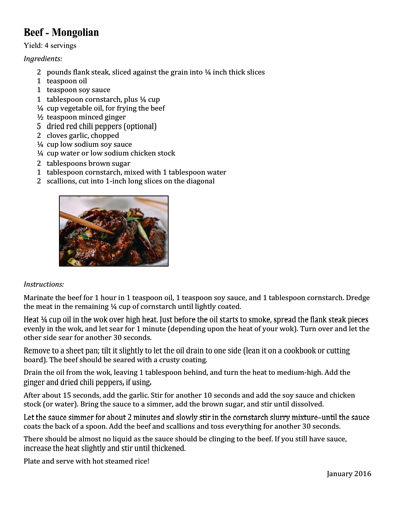 Beef - Mongolian
Yield: 4 servings
Ingredients:
2 pounds flank steak, sliced against the grain into ¼ inch thick slices
1 teaspoon oil
1 teaspoon soy sauce
1 tablespoon cornstarch, plus ¼ cup
¼ cup vegetable oil, for frying the beef
½ teaspoon minced ginger
5 dried red chili peppers (optional)
2 cloves garlic, chopped
¼ cup low sodium soy sauce
¼ cup water or low sodium chicken stock
2 tablespoons brown sugar
1 tablespoon cornstarch, mixed with 1 tablespoon water
2 scallions, cut into 1-inch long slices on the diagonal
Instructions:
Marinate the beef for 1 hour in 1 teaspoon oil, 1 teaspoon soy sauce, and 1 tablespoon cornstarch. Dredge
the meat in the remaining ¼ cup of cornstarch until lightly coated.
Heat ¼ cup oil in the wok over high heat. Just before the oil starts to smoke, spread the flank steak pieces
evenly in the wok, and let sear for 1 minute (depending upon the heat of your wok). Turn over and let the
other side sear for another 30 seconds.
Remove to a sheet pan; tilt it slightly to let the oil drain to one side (lean it on a cookbook or cutting
board). The beef should be seared with a crusty coating.
Drain the oil from the wok, leaving 1 tablespoon behind, and turn the heat to medium-high. Add the
ginger and dried chili peppers, if using.
After about 15 seconds, add the garlic. Stir for another 10 seconds and add the soy sauce and chicken
stock (or water). Bring the sauce to a simmer, add the brown sugar, and stir until dissolved.
Let the sauce simmer for about 2 minutes and slowly stir in the cornstarch slurry mixture–until the sauce
coats the back of a spoon. Add the beef and scallions and toss everything for another 30 seconds.
There should be almost no liquid as the sauce should be clinging to the beef. If you still have sauce,
increase the heat slightly and stir until thickened.
Plate and serve with hot steamed rice!
January 2016